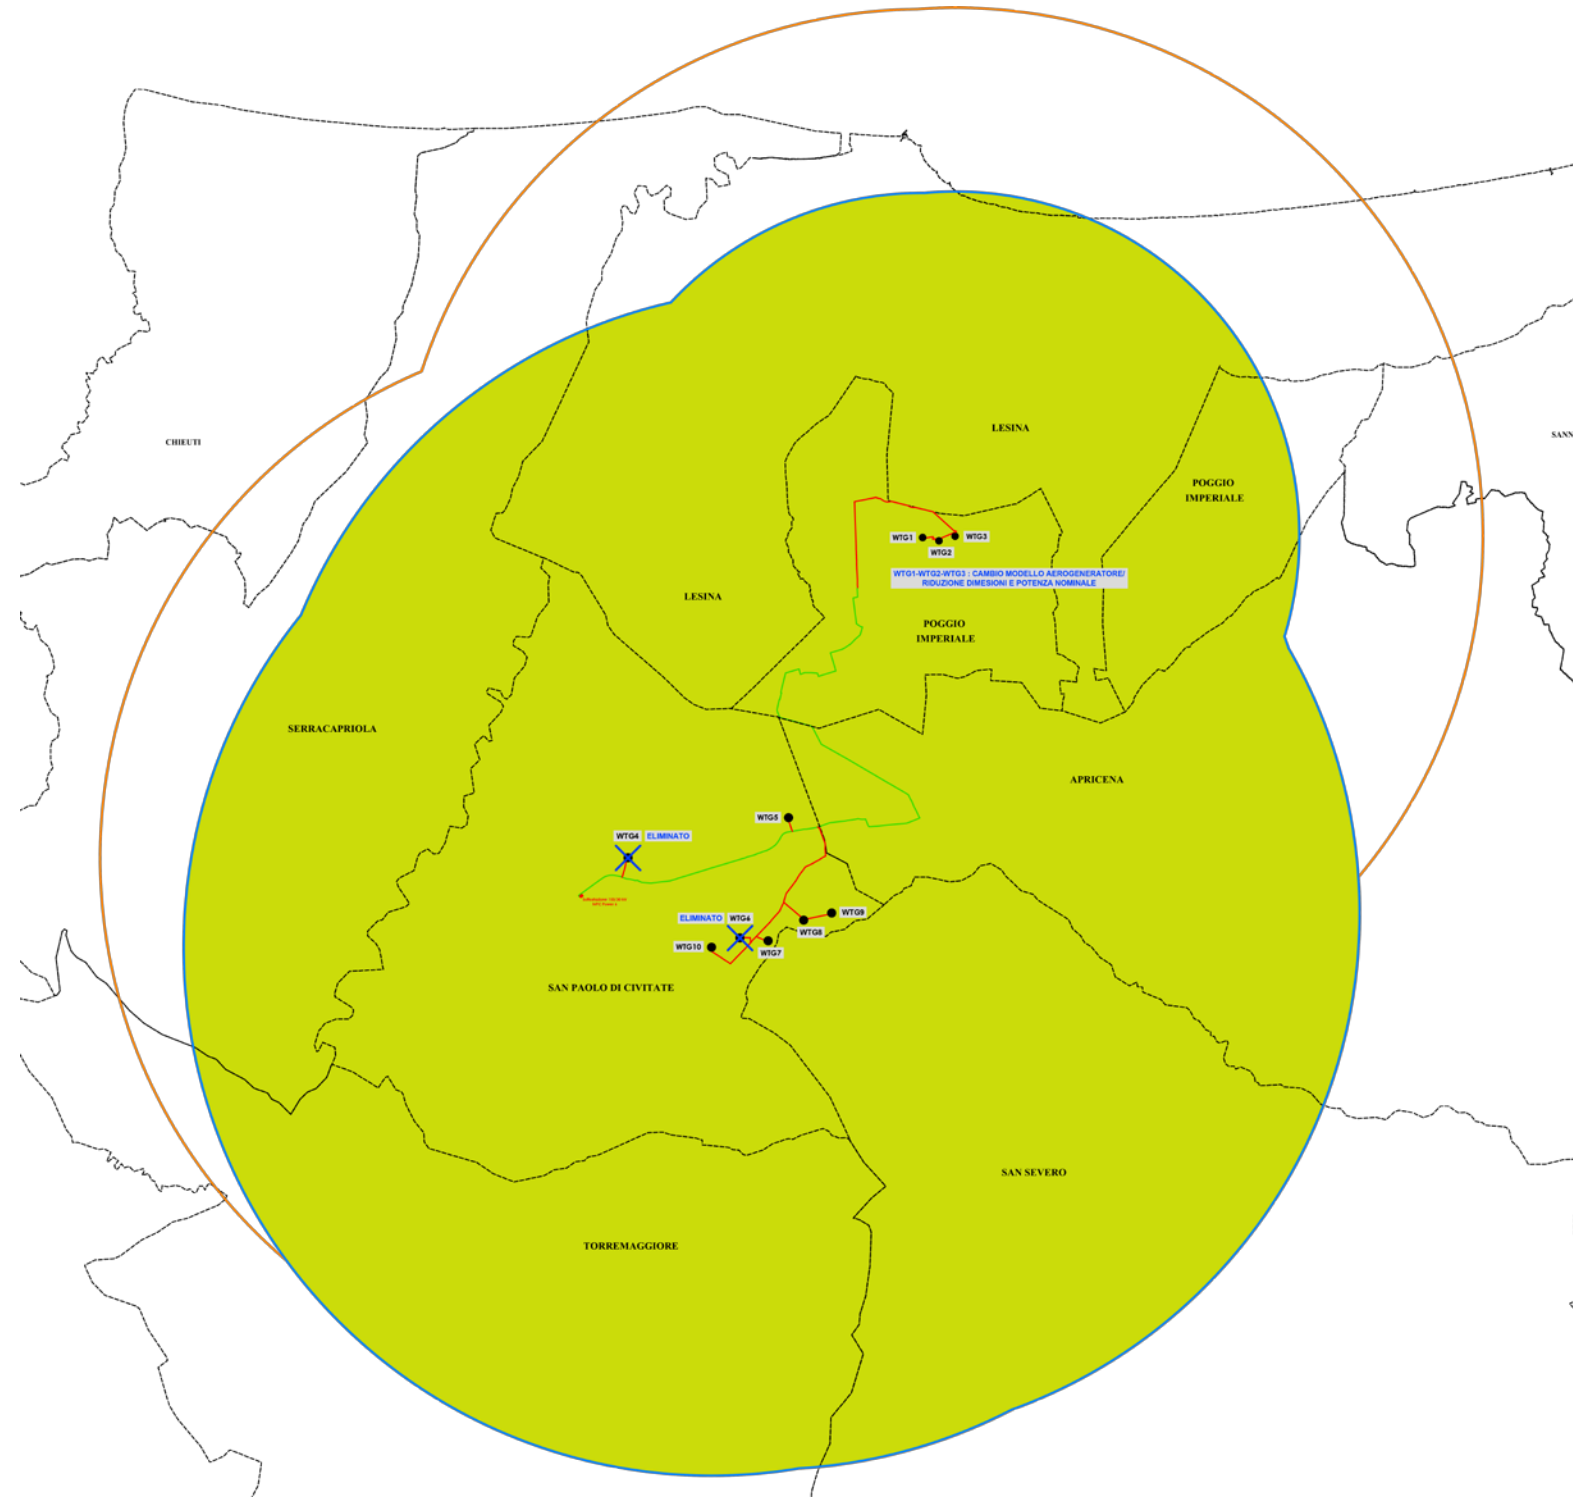 CHIEUTI
LESINA
SANN
POGGIO
IMPERIALE
WTG1
WTG3
WTG2
WTG1-WTG2-WTG3 : CAMBIO MODELLO AEROGENERATORE/
RIDUZIONE DIMESIONI E POTENZA NOMINALE
LESINA
POGGIO
IMPERIALE
SERRACAPRIOLA
APRICENA
WTG5
WTG4 ELIMINATO
ELIMINATO WTG6
WTG9
WTG8
WTG10
WTG7
SAN PAOLO DI CIVITATE
SAN SEVERO
TORREMAGGIORE